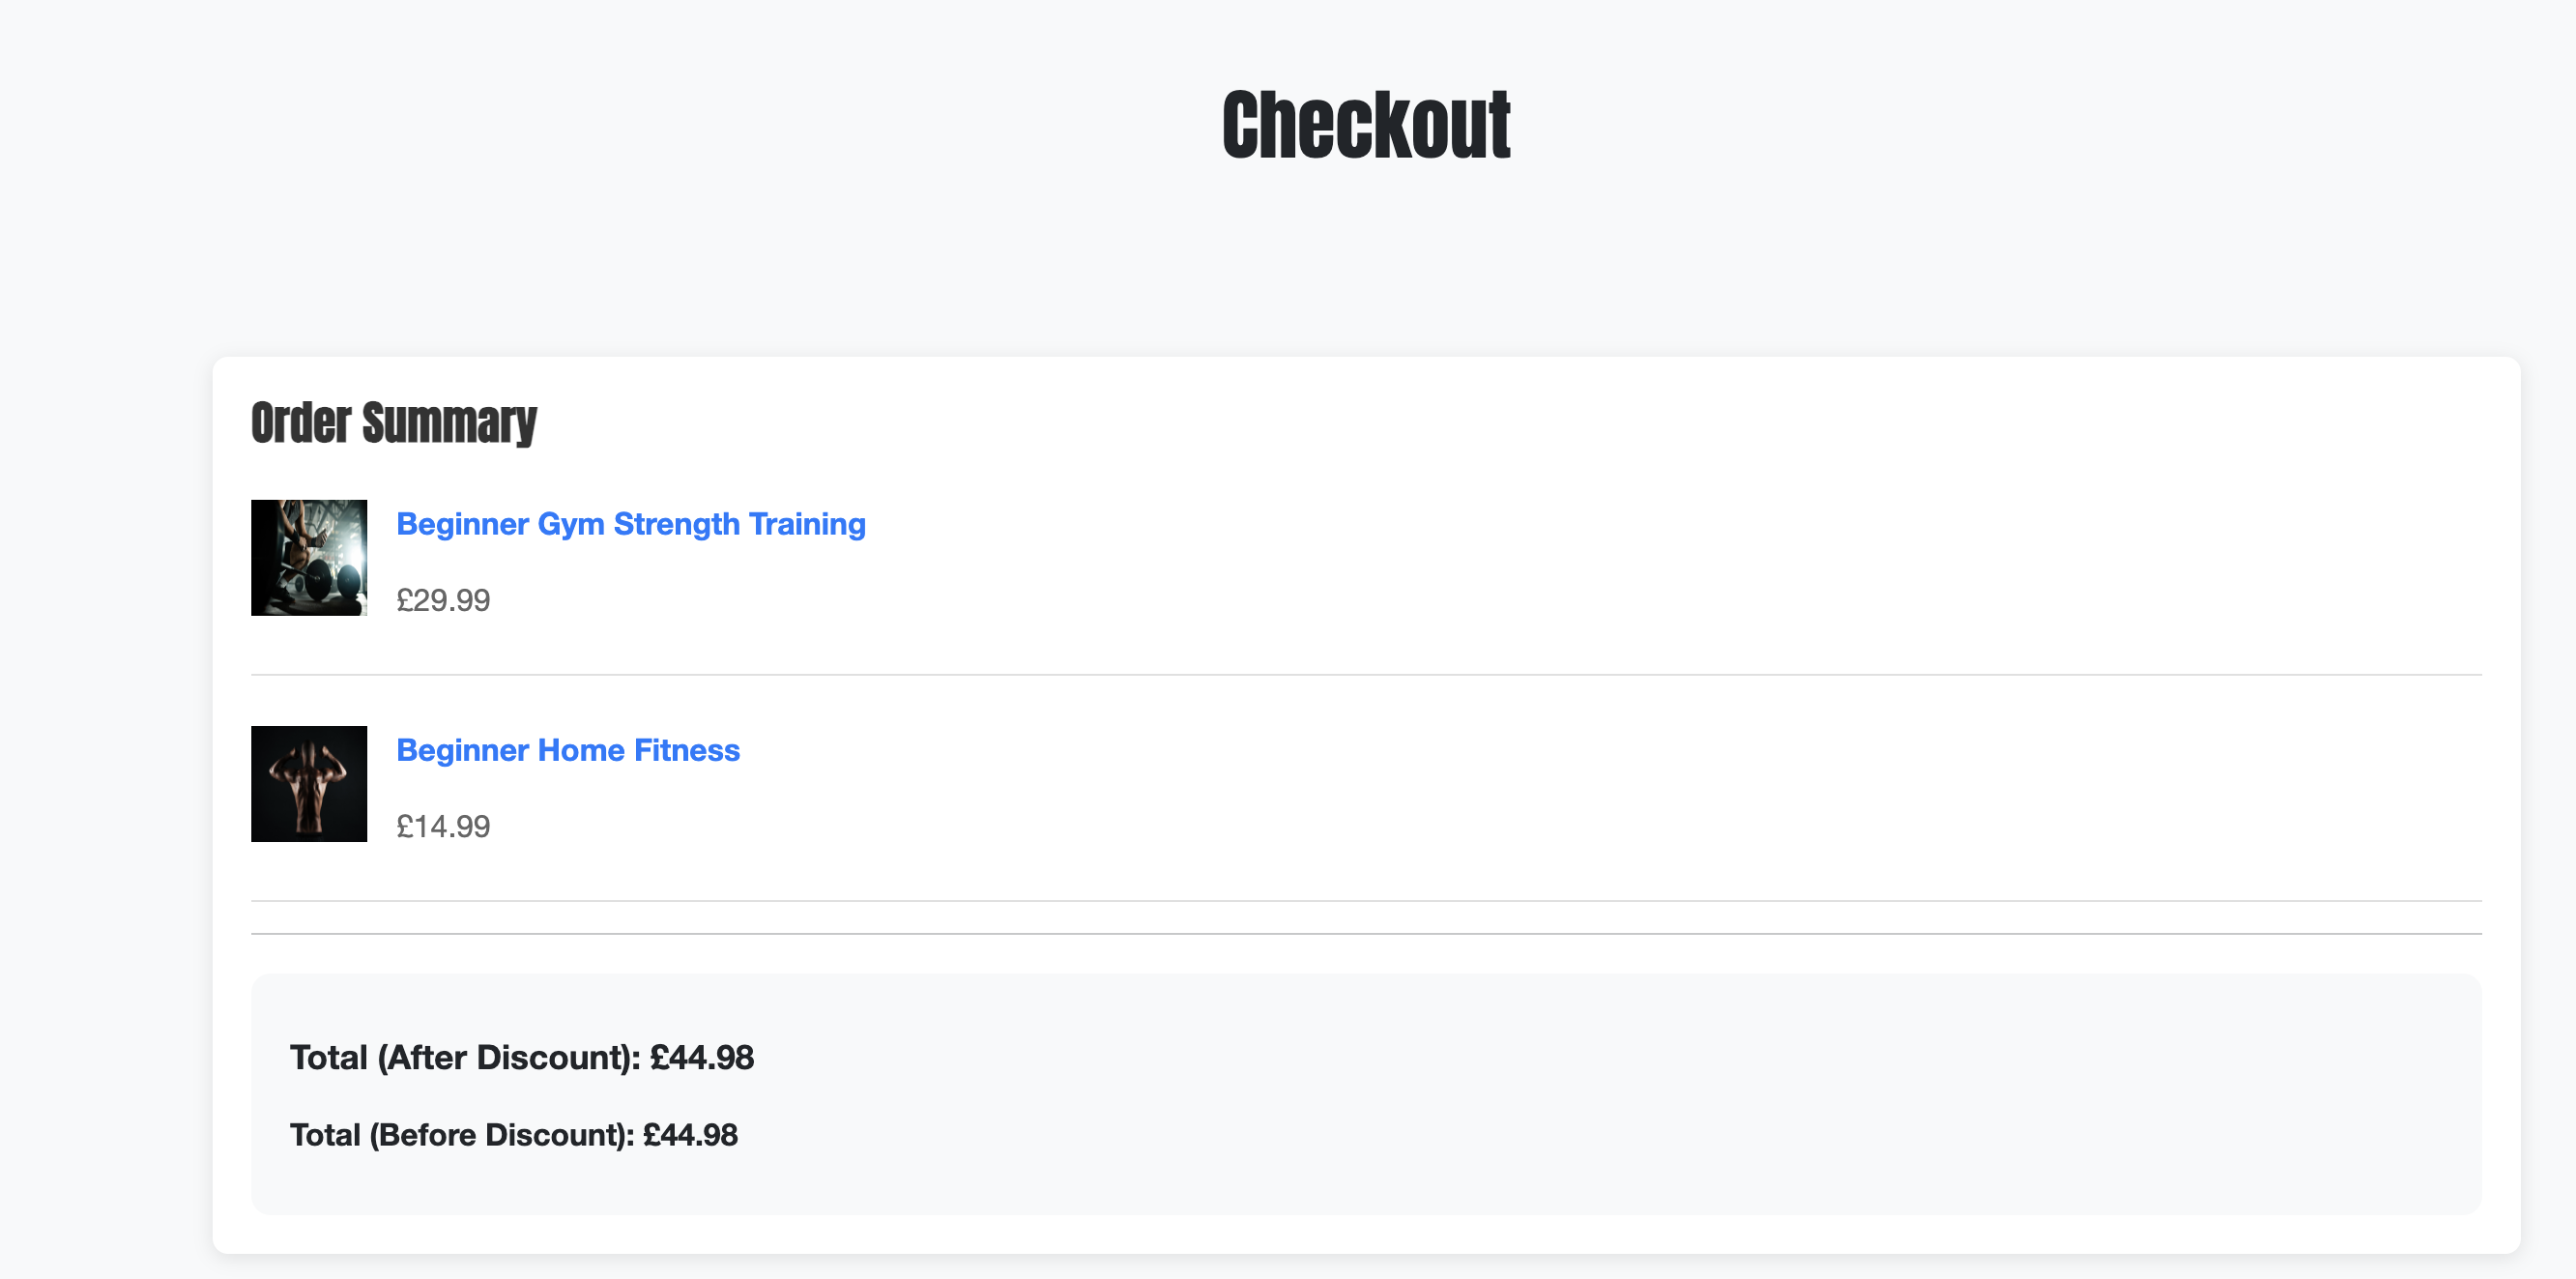 Checkout
Order Summary
Beginner Gym Strength Training
£29.99
Beginner Home Fitness
£14.99
Total (After Discount): £44.98
Total (Before Discount): £44.98